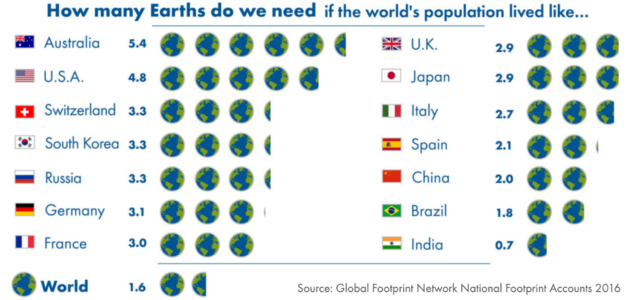 How many Earths do we need if the world's population lived like...
Australia 5.4
U.S.A. 4.8
Switzerland 3.3
South Korea 3.3
Russia 3.3
Germany 3.1
France 3.0
U.K. 2.9
Japan 2.9
Italy 2.7
Spain 2.1
China 2.0
Brazil 1.8
India 0.7
World 1.6
Source: Global Footprint Network National Footprint Accounts 2016